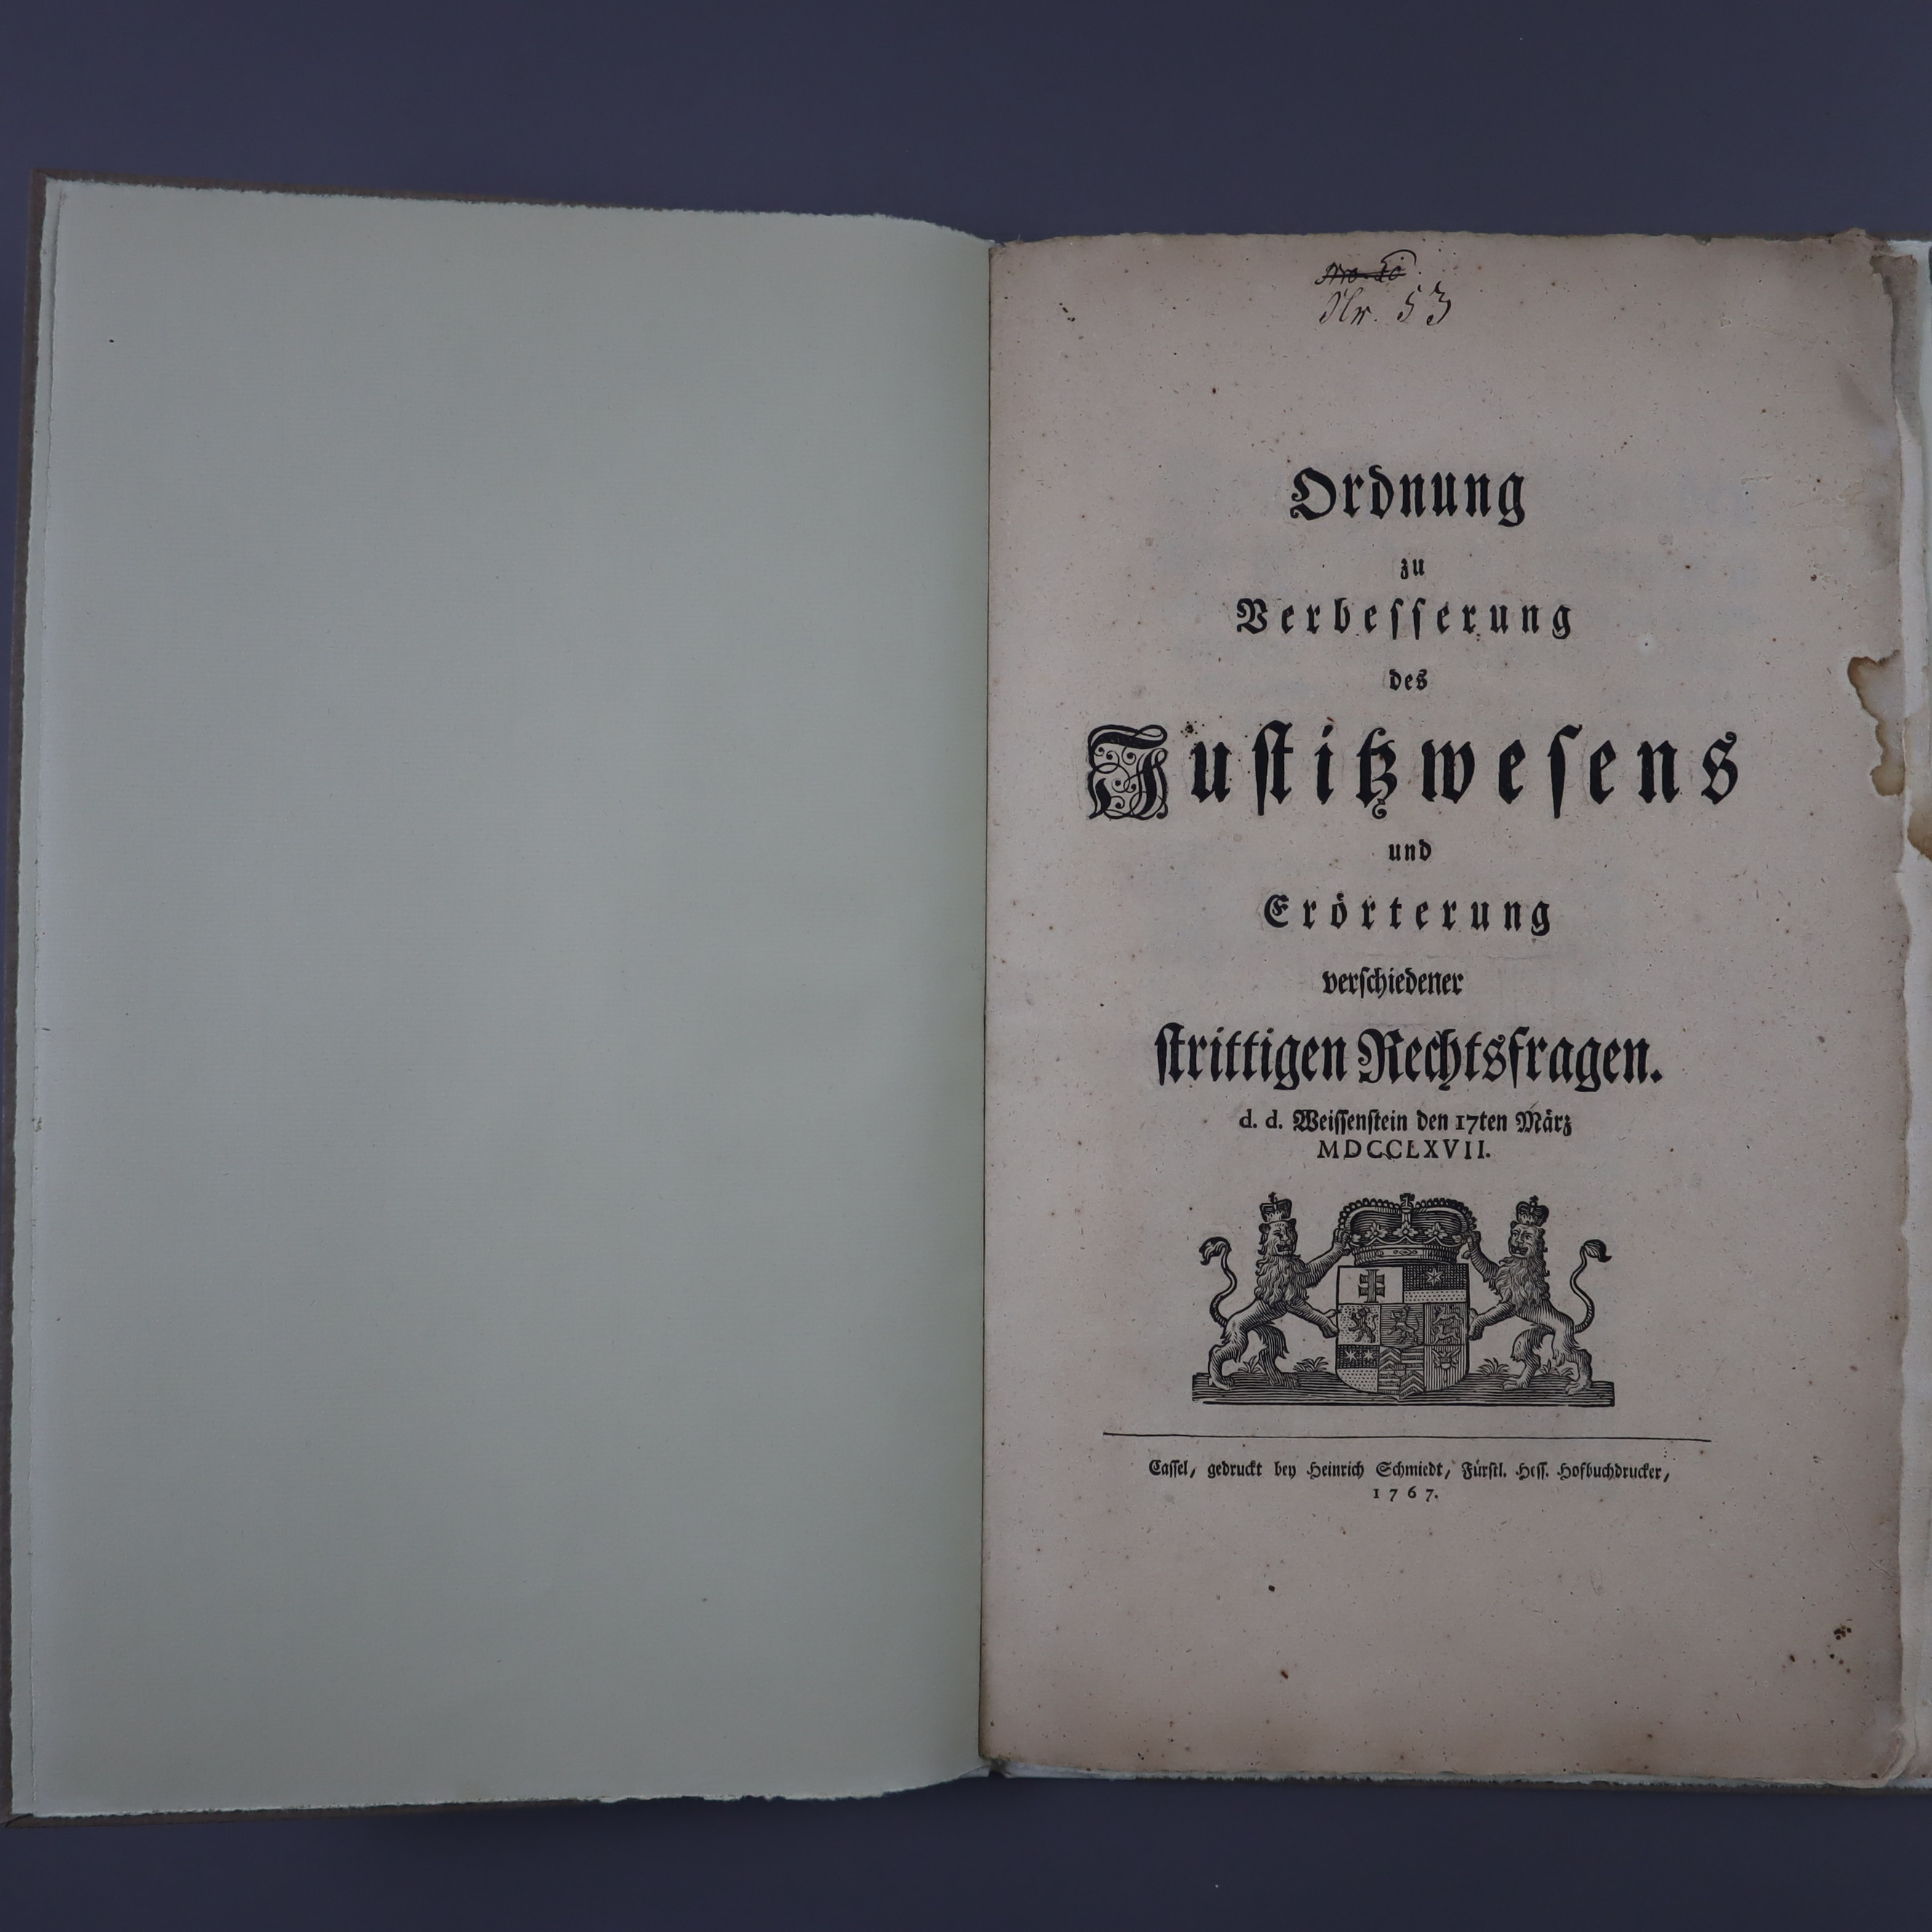 Nr. 53
Ordnung
zu
Verbeſſerung
des
Juſtitzweſens
und
Erörterung
verſchiedener
ſtrittigen Rechtsfragen.
d. d. Weiſſenſtein den 17ten März
MDCCLXVII.
Caſſel, gedruckt bey Heinrich Schmiedt, Fürſtl. Heſſ. Hofbuchdrucker,
1767.